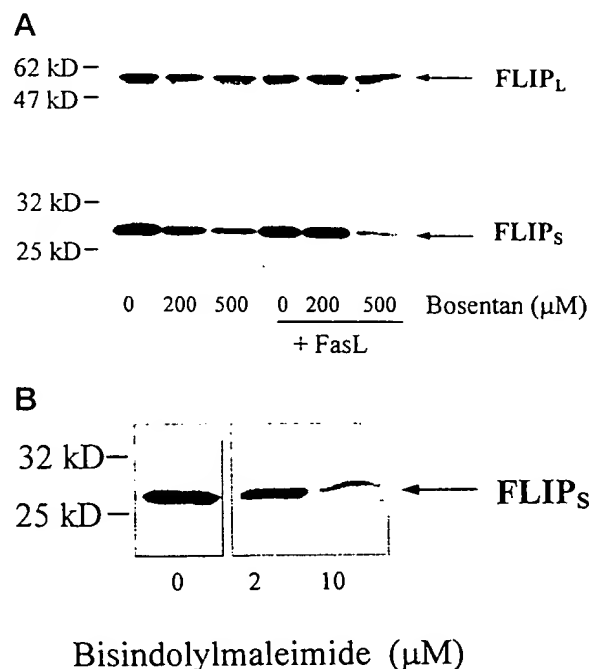 A
62 kD
47 kD
FLIPL
32 kD
25 kD
FLIPS
0 200 500 0 200 500 Bosentan (μM)
+ FasL
B
32 kD
25 kD
FLIPS
0 2 10
Bisindolylmaleimide (μM)